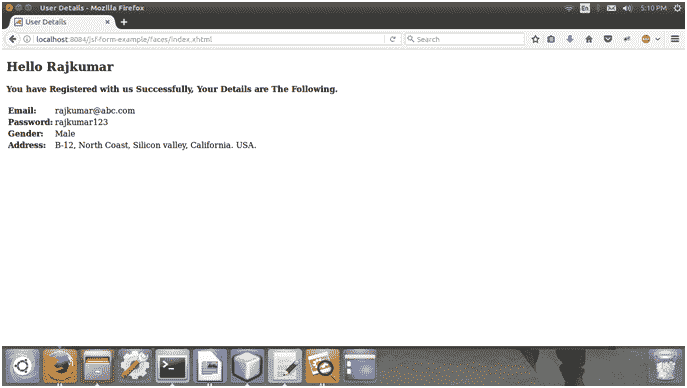 User Details - Mozilla Firefox
En
5:10 PM
User Details
localhost:8084/jsf-form-example/faces/index.xhtml
Search
Hello Rajkumar
You have Registered with us Successfully, Your Details are The Following.
Email: rajkumar@abc.com
Password: rajkumar123
Gender: Male
Address: B-12, North Coast, Silicon valley, California. USA.